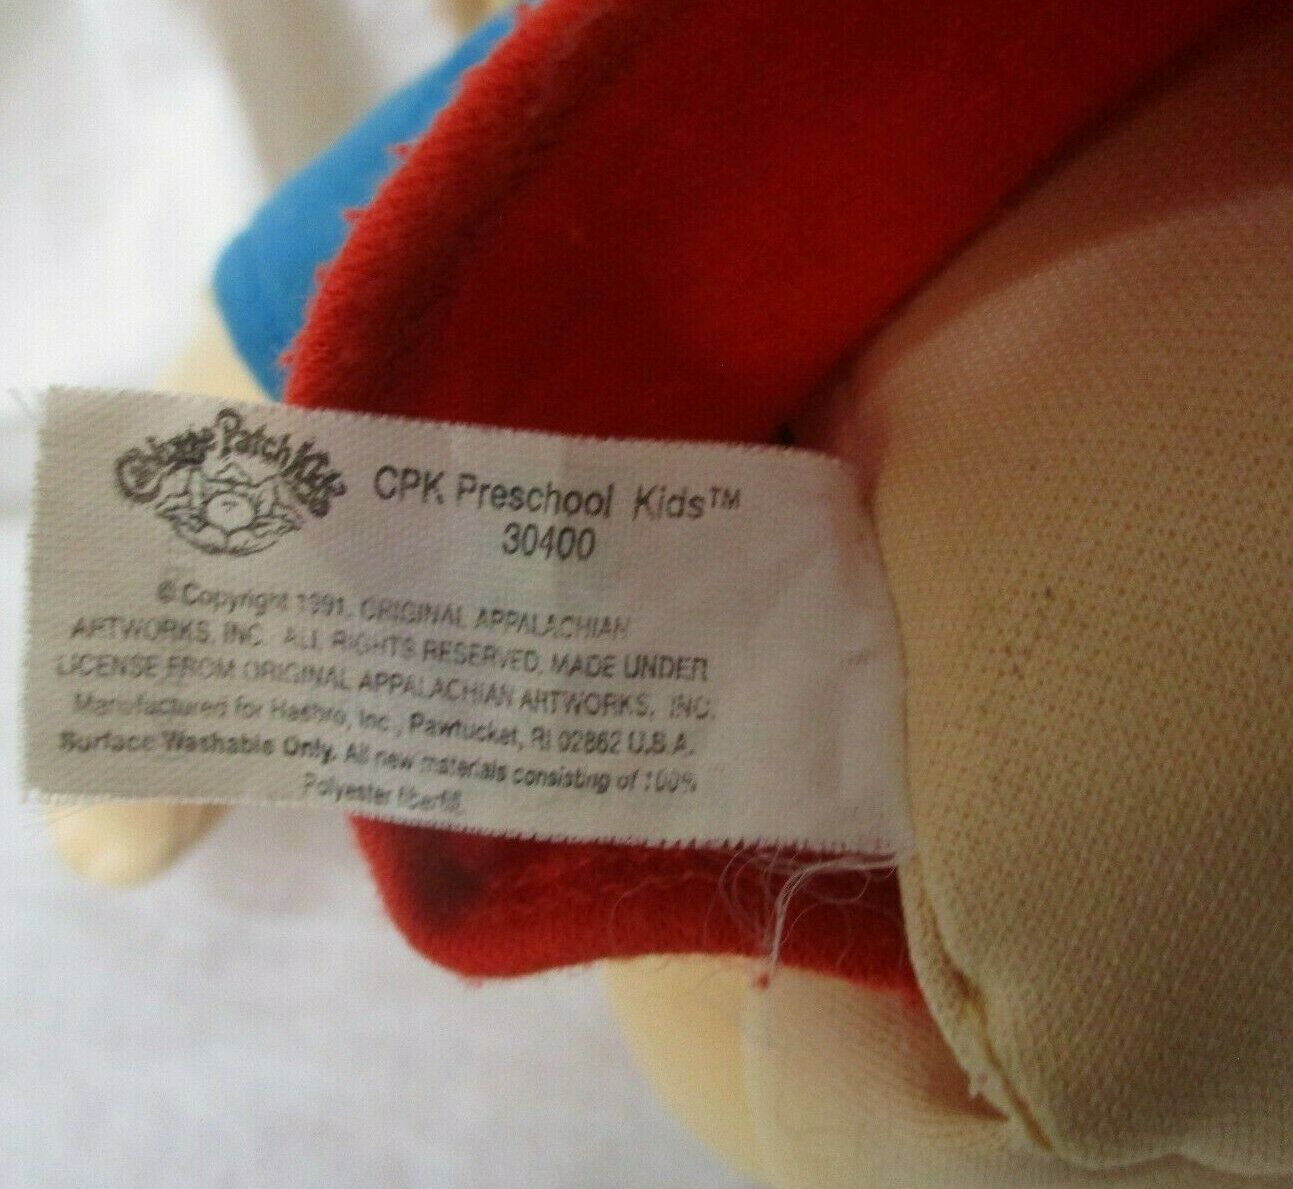 Cabbage Patch Kids
CPK Preschool Kids™
30400
© Copyright 1991, ORIGINAL APPALACHIAN
ARTWORKS, INC. ALL RIGHTS RESERVED. MADE UNDER
LICENSE FROM ORIGINAL APPALACHIAN ARTWORKS, INC.
Manufactured for Hasbro, Inc., Pawtucket, RI 02862 U.S.A.
Surface Washable Only. All new materials consisting of 100%
Polyester fiberfill.